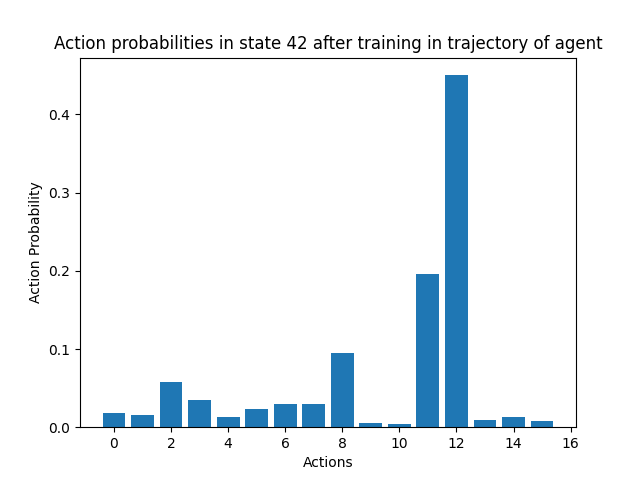 Action probabilities in state 42 after training in trajectory of agent
0.4
0.3
0.2
0.1
0.0
Action Probability
0 2 4 6 8 10 12 14 16
Actions